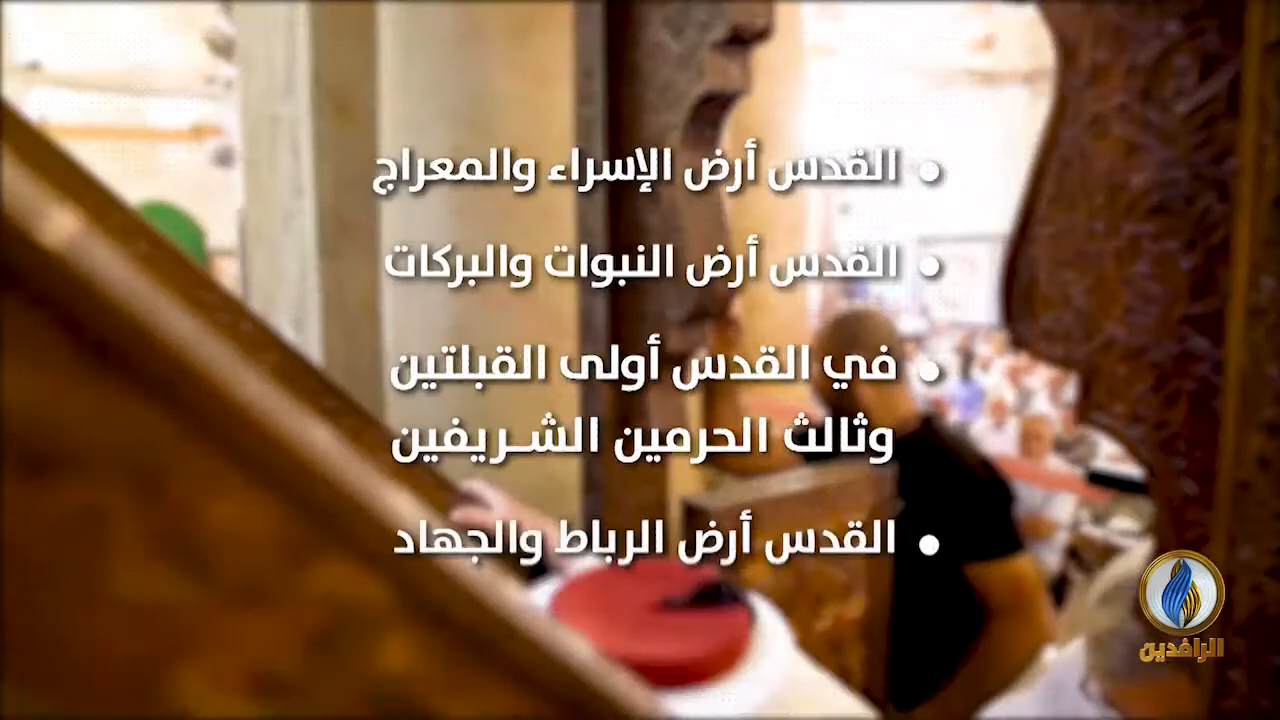 • القدس أرض الإسراء والمعراج
• القدس أرض النبوات والبركات
• في القدس أولى القبلتين
وثالث الحرمين الشريفين
• القدس أرض الرباط والجهاد
الرافدين